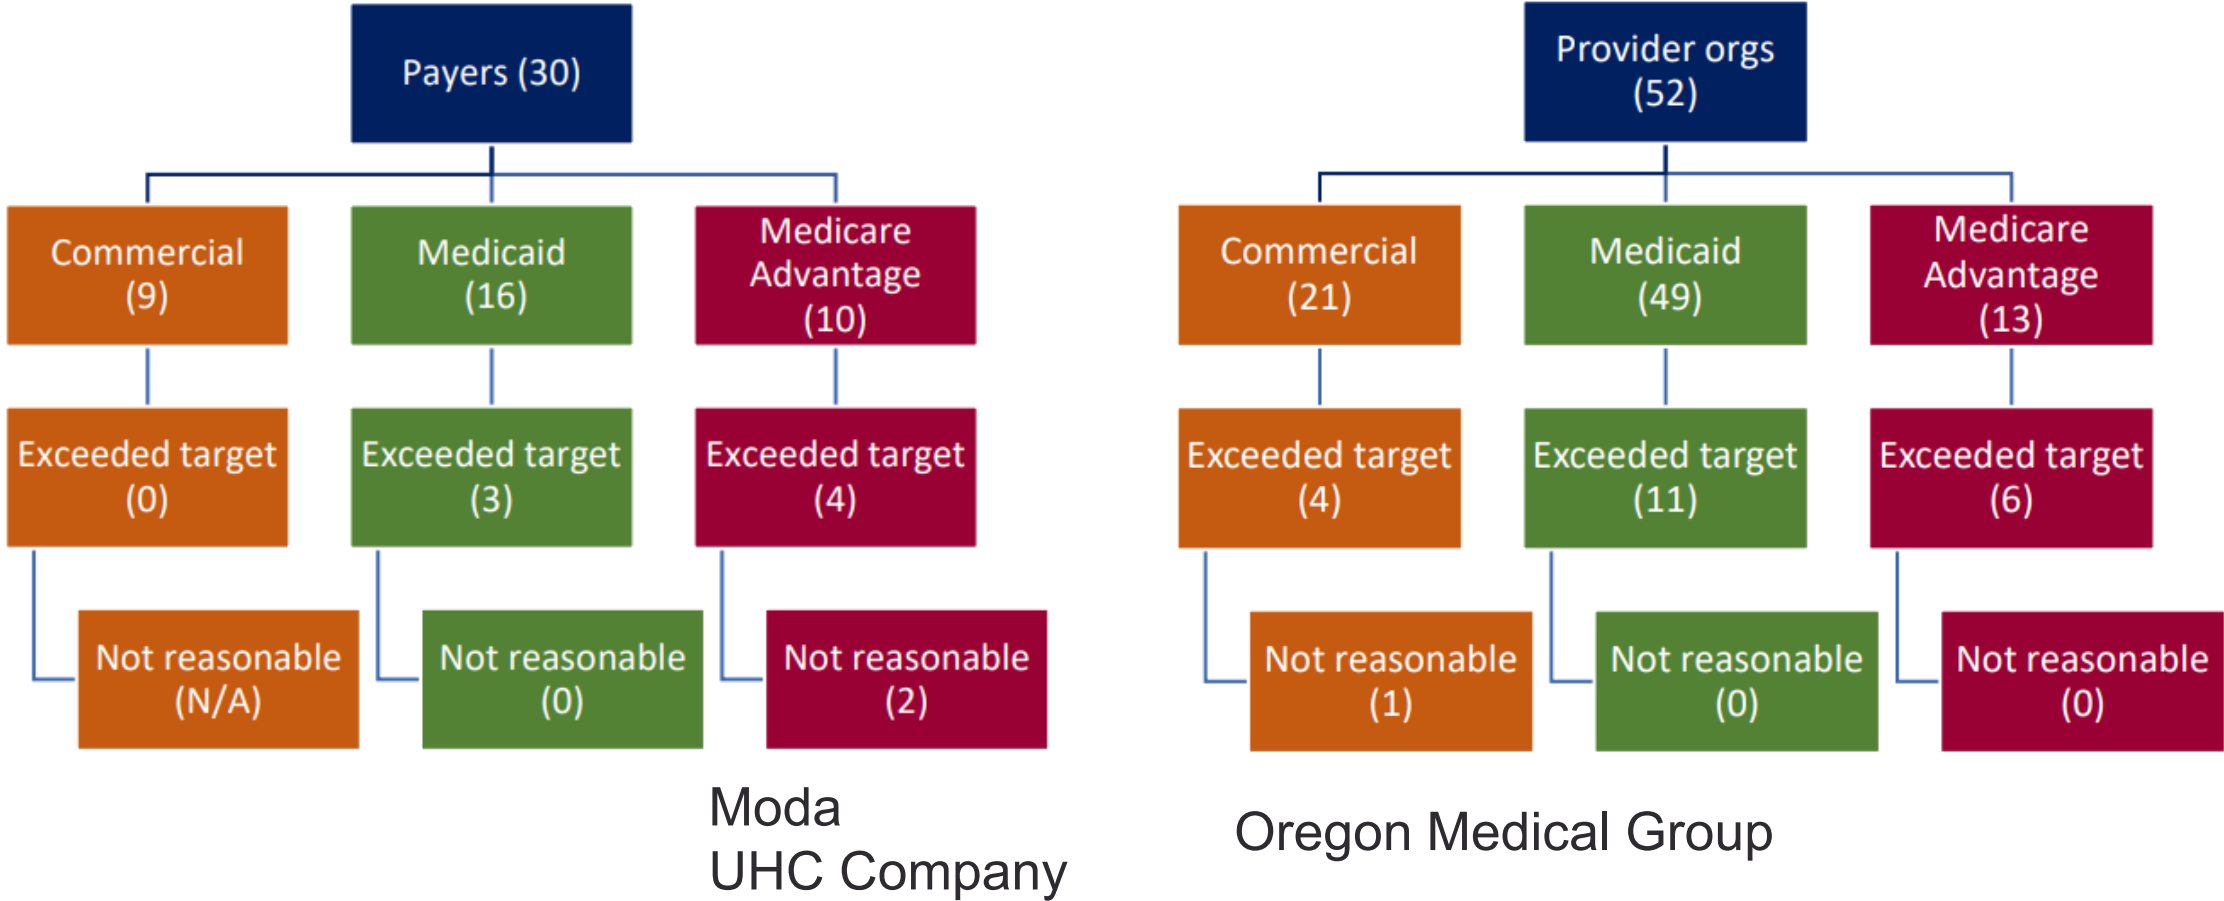 Payers (30)
Commercial
(9)
Medicaid
(16)
Medicare
Advantage
(10)
Exceeded target
(0)
Exceeded target
(3)
Exceeded target
(4)
Not reasonable
(N/A)
Not reasonable
(0)
Not reasonable
(2)
Moda
UHC Company
Provider orgs
(52)
Commercial
(21)
Medicaid
(49)
Medicare
Advantage
(13)
Exceeded target
(4)
Exceeded target
(11)
Exceeded target
(6)
Not reasonable
(1)
Not reasonable
(0)
Not reasonable
(0)
Oregon Medical Group